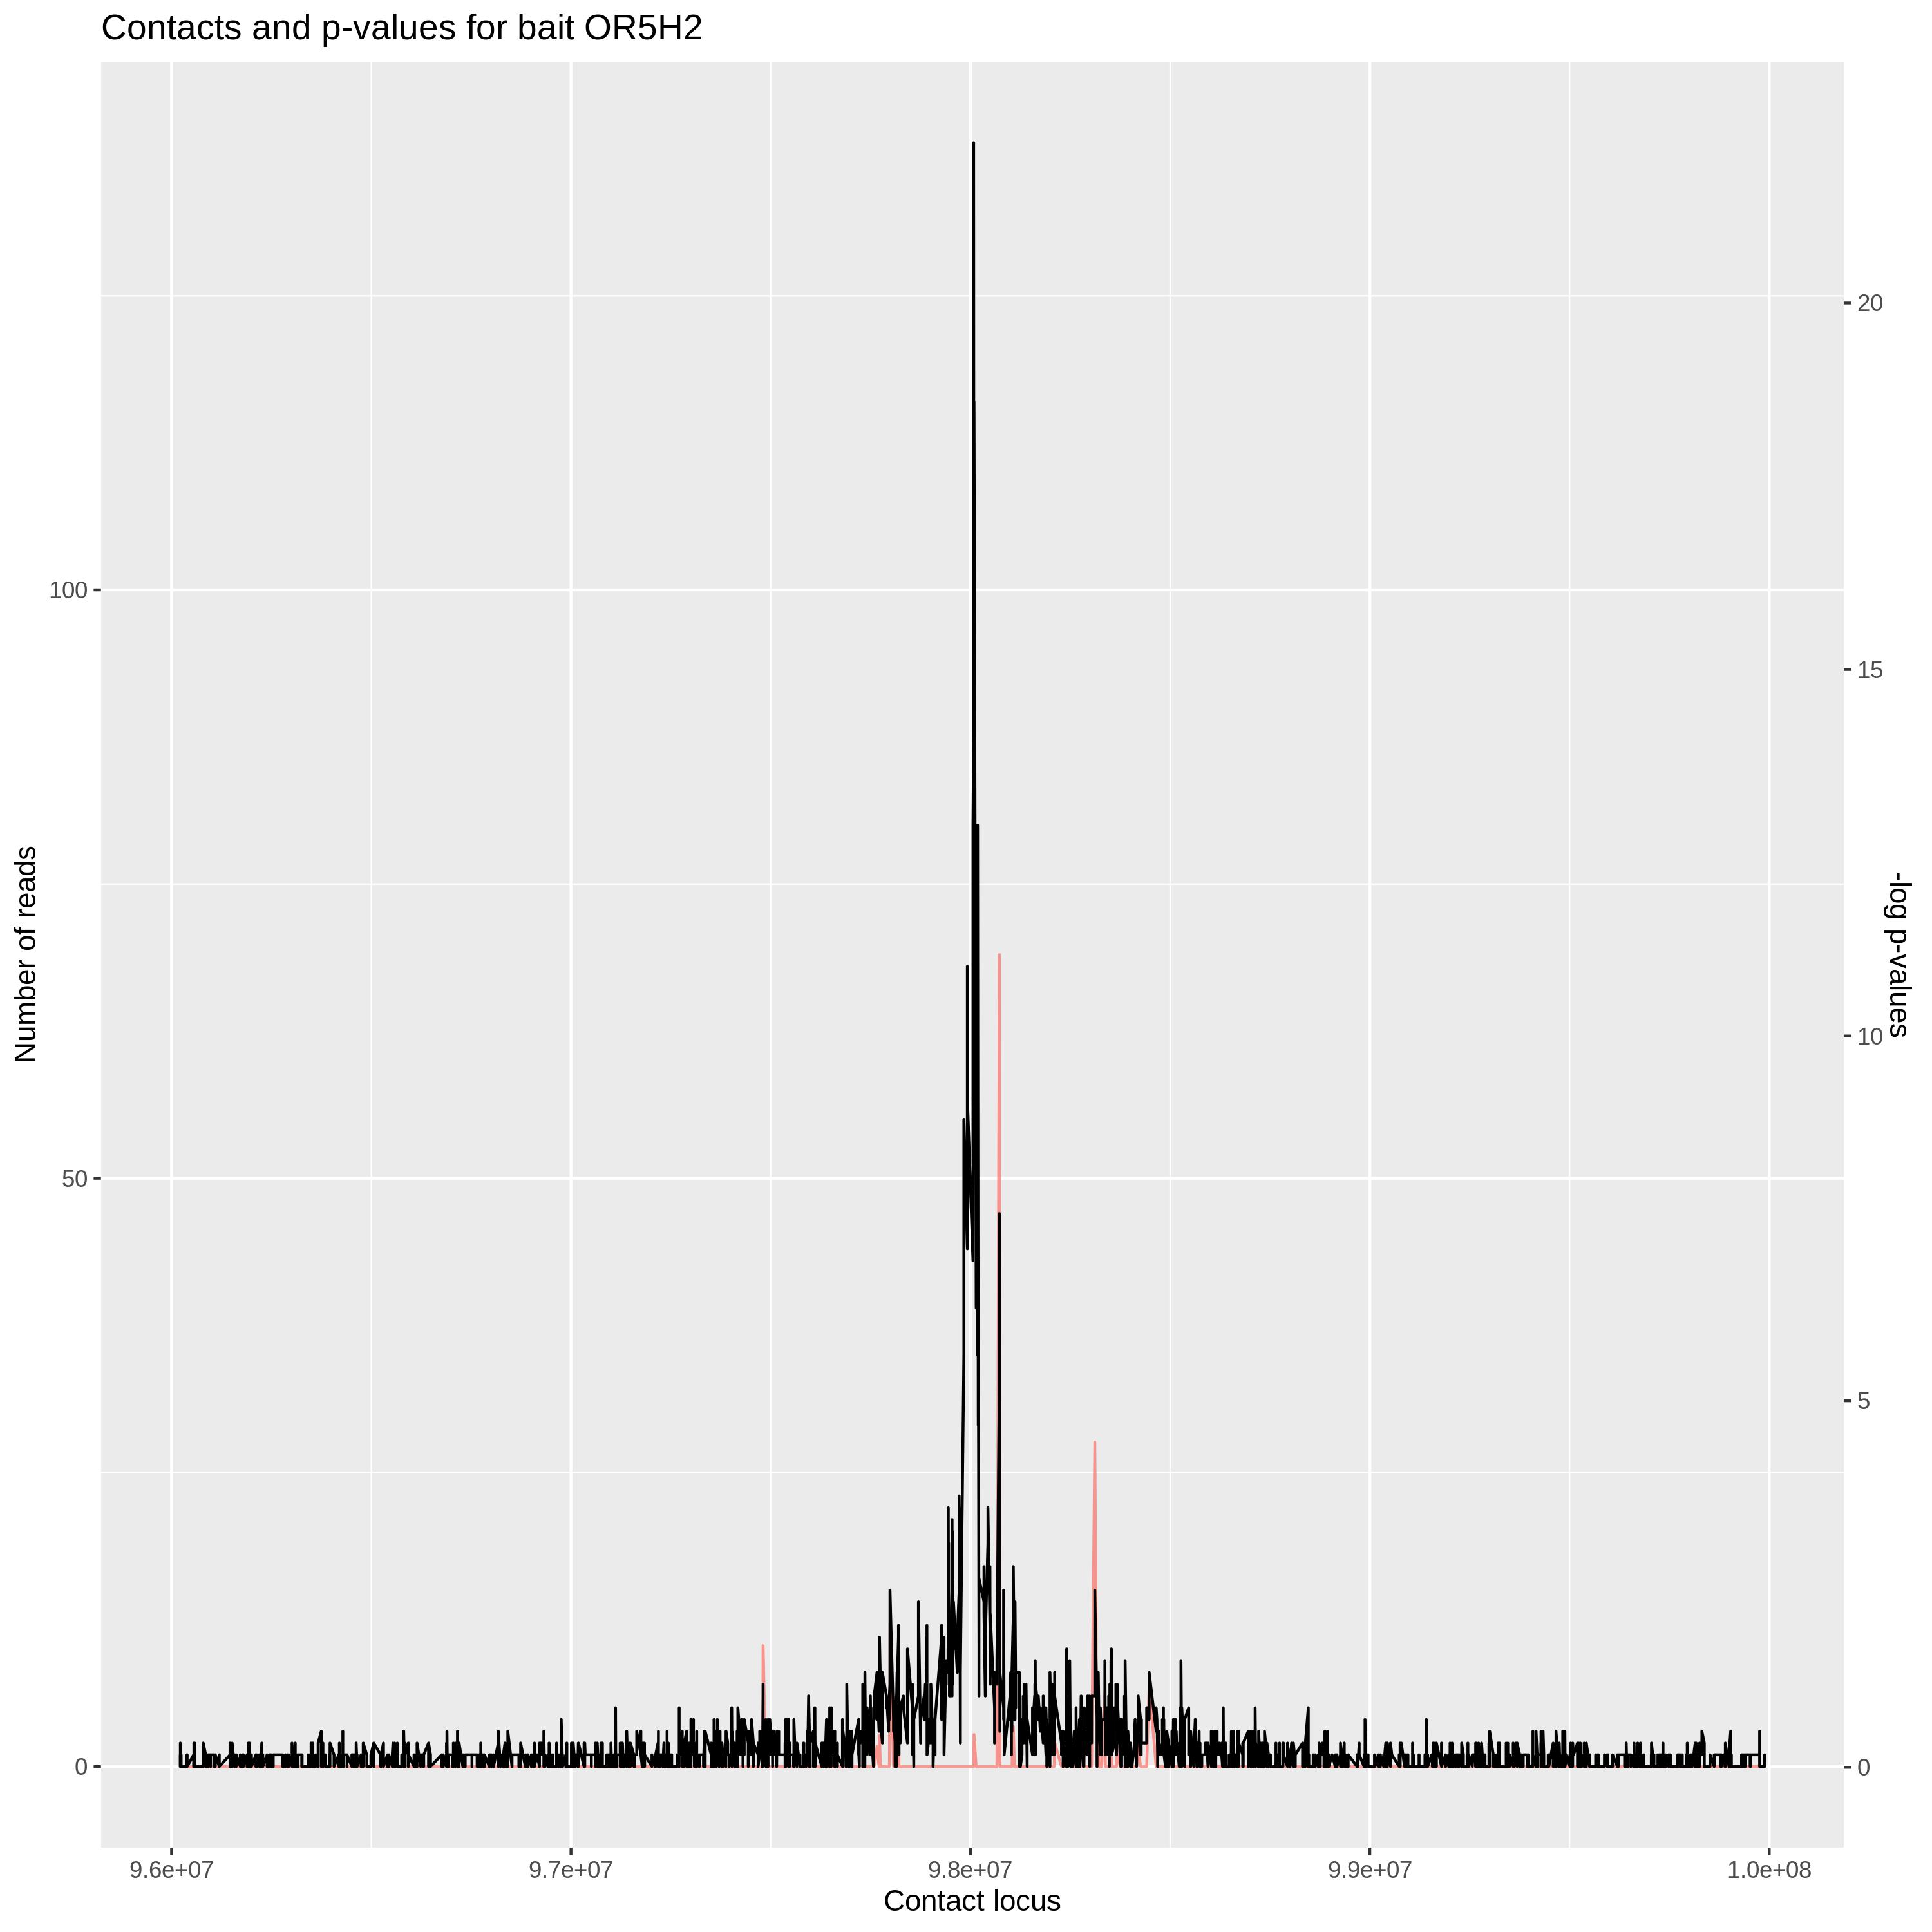 Contacts and p-values for bait OR5H2
20
100
15
Number of reads
-log p-values
10
50
5
0
0
9.6e+07
9.7e+07
9.8e+07
9.9e+07
1.0e+08
Contact locus